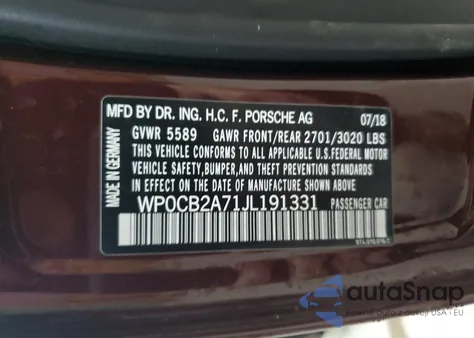 MFD BY DR. ING. H.C. F. PORSCHE AG 07/18
GVWR 5589 GAWR FRONT/REAR 2701/3020 LBS
THIS VEHICLE CONFORMS TO ALL APPLICABLE U.S.FEDERAL MOTOR
VEHICLE SAFETY, BUMPER, AND THEFT PREVENTION STANDARDS
IN EFFECT ON THE DATE OF MANUFACTURE SHOWN ABOVE.
WP0CB2A71JL191331 PASSENGER CAR
MADE IN GERMANY
autoSnap
USA EU